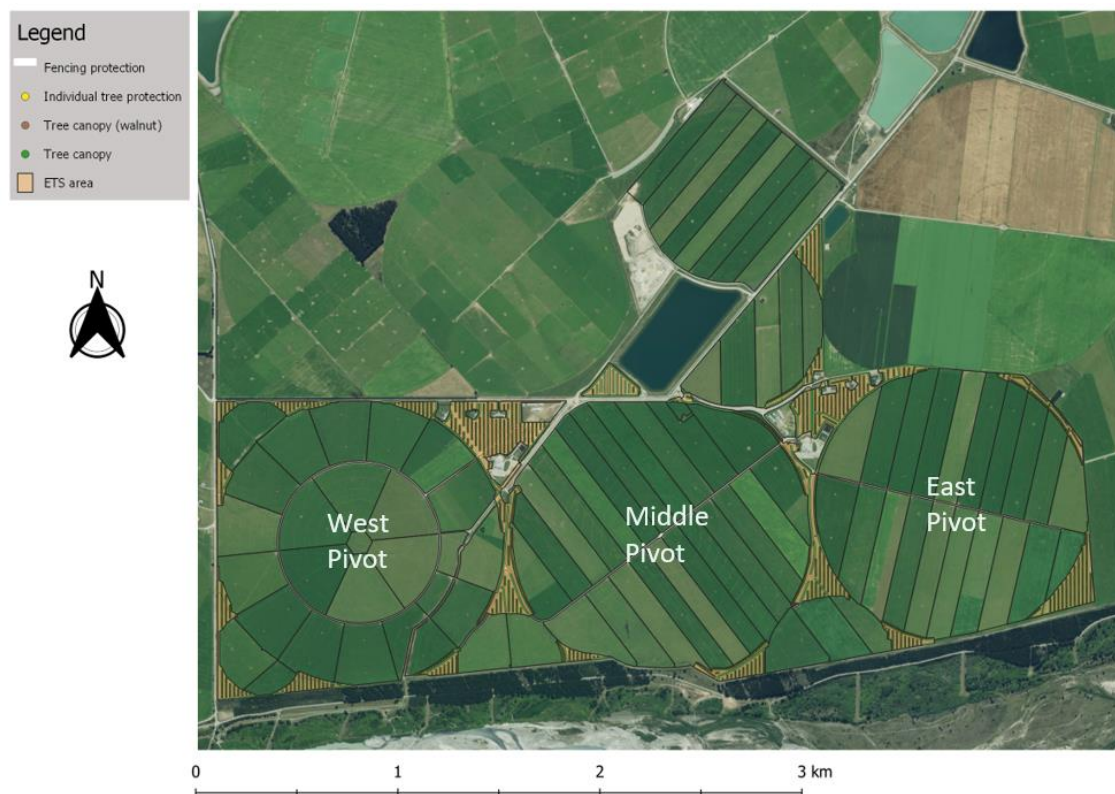 Legend
Fencing protection
Individual tree protection
Tree canopy (walnut)
Tree canopy
ETS area
N
West
Pivot
Middle
Pivot
East
Pivot
0 1 2 3 km